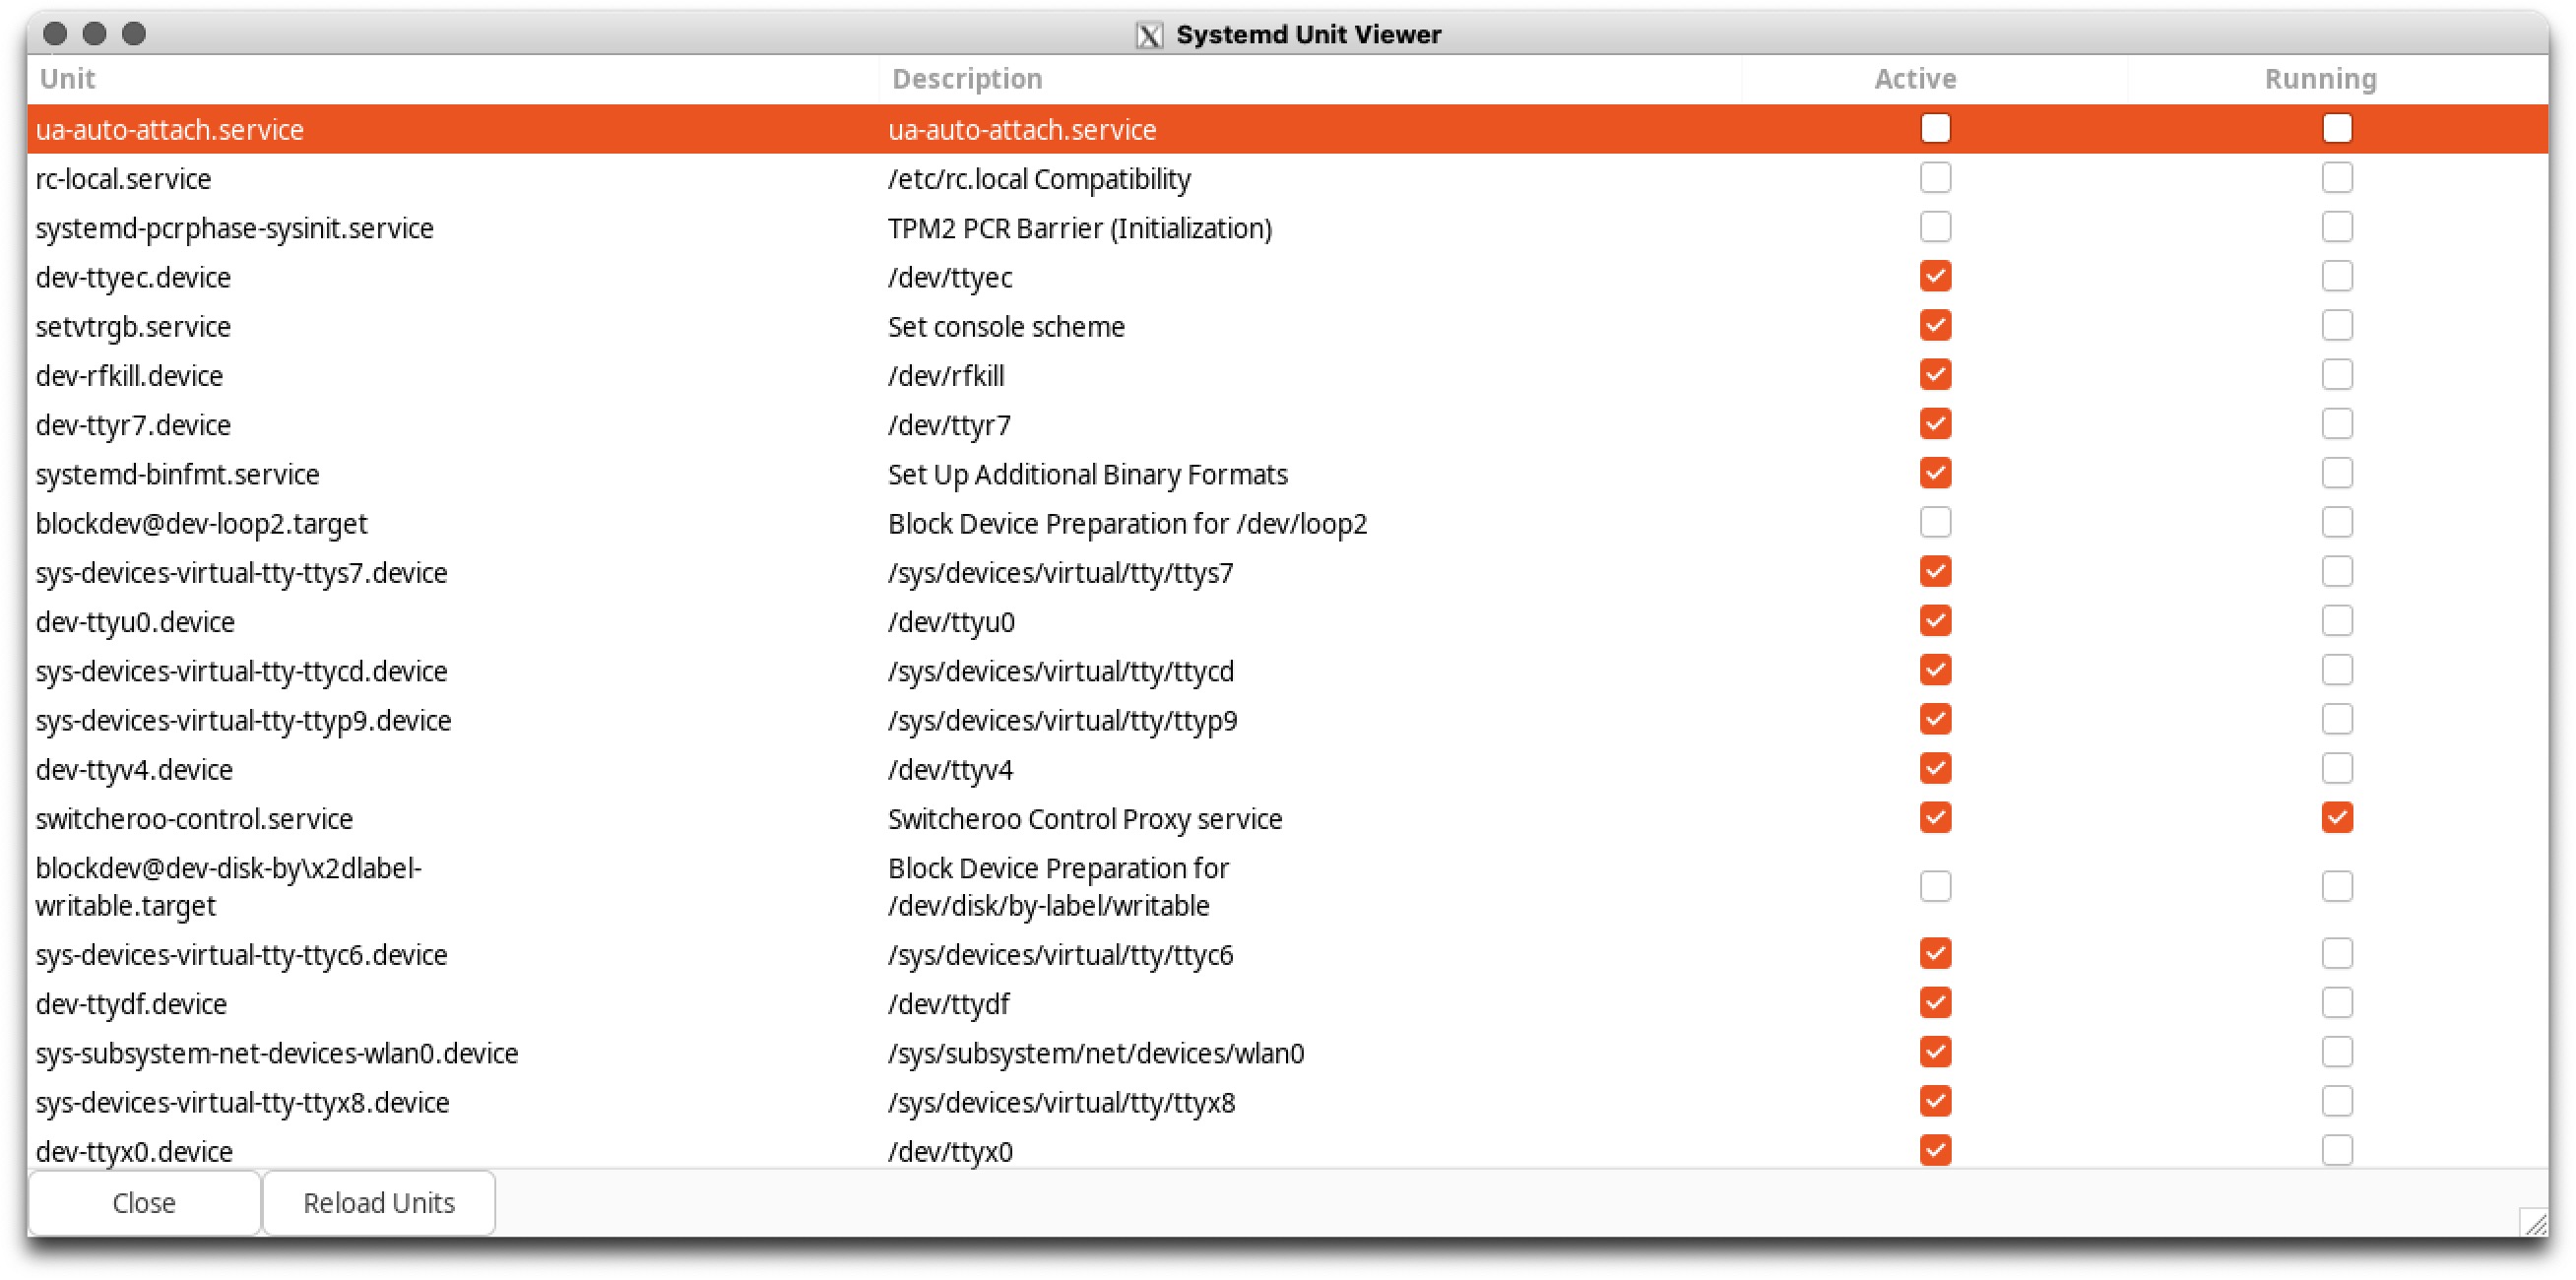 Systemd Unit Viewer
Unit Description Active Running
ua-auto-attach.service ua-auto-attach.service
rc-local.service /etc/rc.local Compatibility
systemd-pcrphase-sysinit.service TPM2 PCR Barrier (Initialization)
dev-ttyec.device /dev/ttyec
setvtrgb.service Set console scheme
dev-rfkill.device /dev/rfkill
dev-ttyr7.device /dev/ttyr7
systemd-binfmt.service Set Up Additional Binary Formats
blockdev@dev-loop2.target Block Device Preparation for /dev/loop2
sys-devices-virtual-tty-ttys7.device /sys/devices/virtual/tty/ttys7
dev-ttyu0.device /dev/ttyu0
sys-devices-virtual-tty-ttycd.device /sys/devices/virtual/tty/ttycd
sys-devices-virtual-tty-ttyp9.device /sys/devices/virtual/tty/ttyp9
dev-ttyv4.device /dev/ttyv4
switcheroo-control.service Switcheroo Control Proxy service
blockdev@dev-disk-by\x2dlabel- Block Device Preparation for
writable.target /dev/disk/by-label/writable
sys-devices-virtual-tty-ttyc6.device /sys/devices/virtual/tty/ttyc6
dev-ttydf.device /dev/ttydf
sys-subsystem-net-devices-wlan0.device /sys/subsystem/net/devices/wlan0
sys-devices-virtual-tty-ttyx8.device /sys/devices/virtual/tty/ttyx8
dev-ttyx0.device /dev/ttyx0
Close Reload Units